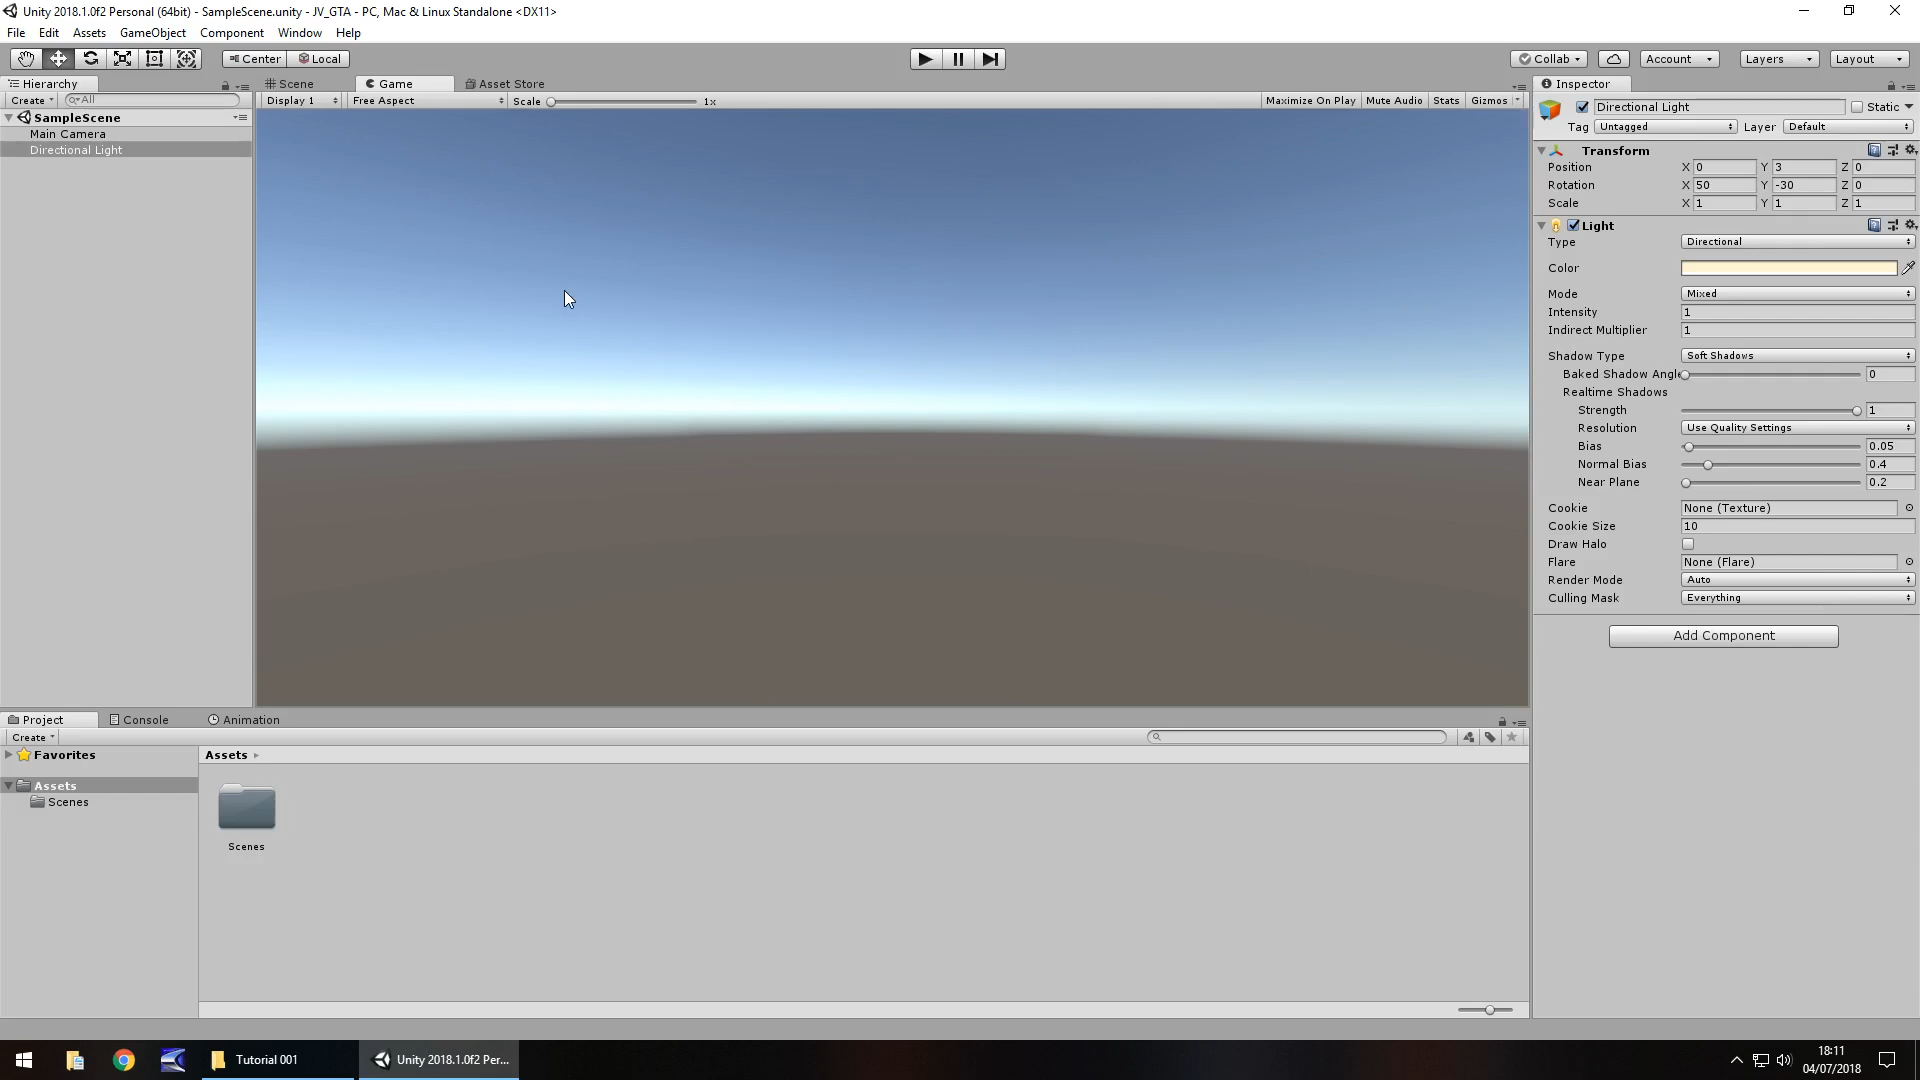 Unity 2018.1.0f2 Personal (64bit) - SampleScene.unity - JV_GTA - PC, Mac & Linux Standalone <DX11>
File Edit Assets GameObject Component Window Help
Center Local Collab Account Layers Layout
Hierarchy Scene Game Asset Store Inspector
Create All Display 1 Free Aspect Scale 1x Maximize On Play Mute Audio Stats Gizmos
Directional Light Static
SampleScene
Tag Untagged Layer Default
Main Camera
Directional Light
Transform
Position X 0 Y 3 Z 0
Rotation X 50 Y -30 Z 0
Scale X 1 Y 1 Z 1
Light
Type Directional
Color
Mode Mixed
Intensity 1
Indirect Multiplier 1
Shadow Type Soft Shadows
Baked Shadow Angle 0
Realtime Shadows
Strength 1
Resolution Use Quality Settings
Bias 0.05
Normal Bias 0.4
Near Plane 0.2
Cookie None (Texture)
Cookie Size 10
Draw Halo
Flare None (Flare)
Render Mode Auto
Culling Mask Everything
Add Component
Project Console Animation
Create
Favorites Assets
Assets
Scenes
Scenes
Tutorial 001 Unity 2018.1.0f2 Per...
18:11
04/07/2018